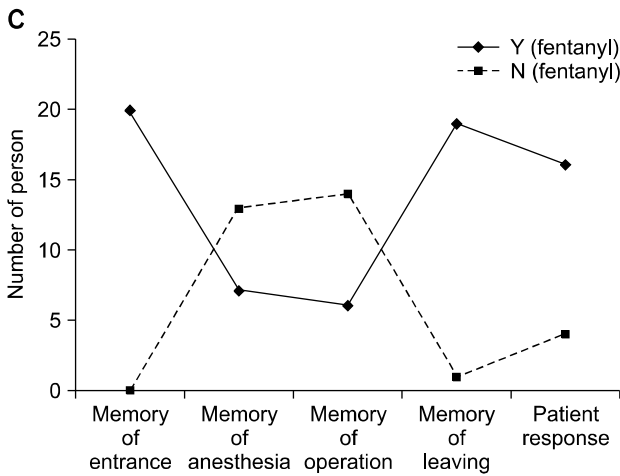 C
25
20
15
10
5
0
Number of person
Y (fentanyl)
N (fentanyl)
Memory
of
entrance
Memory
of
anesthesia
Memory
of
operation
Memory
of
leaving
Patient
response